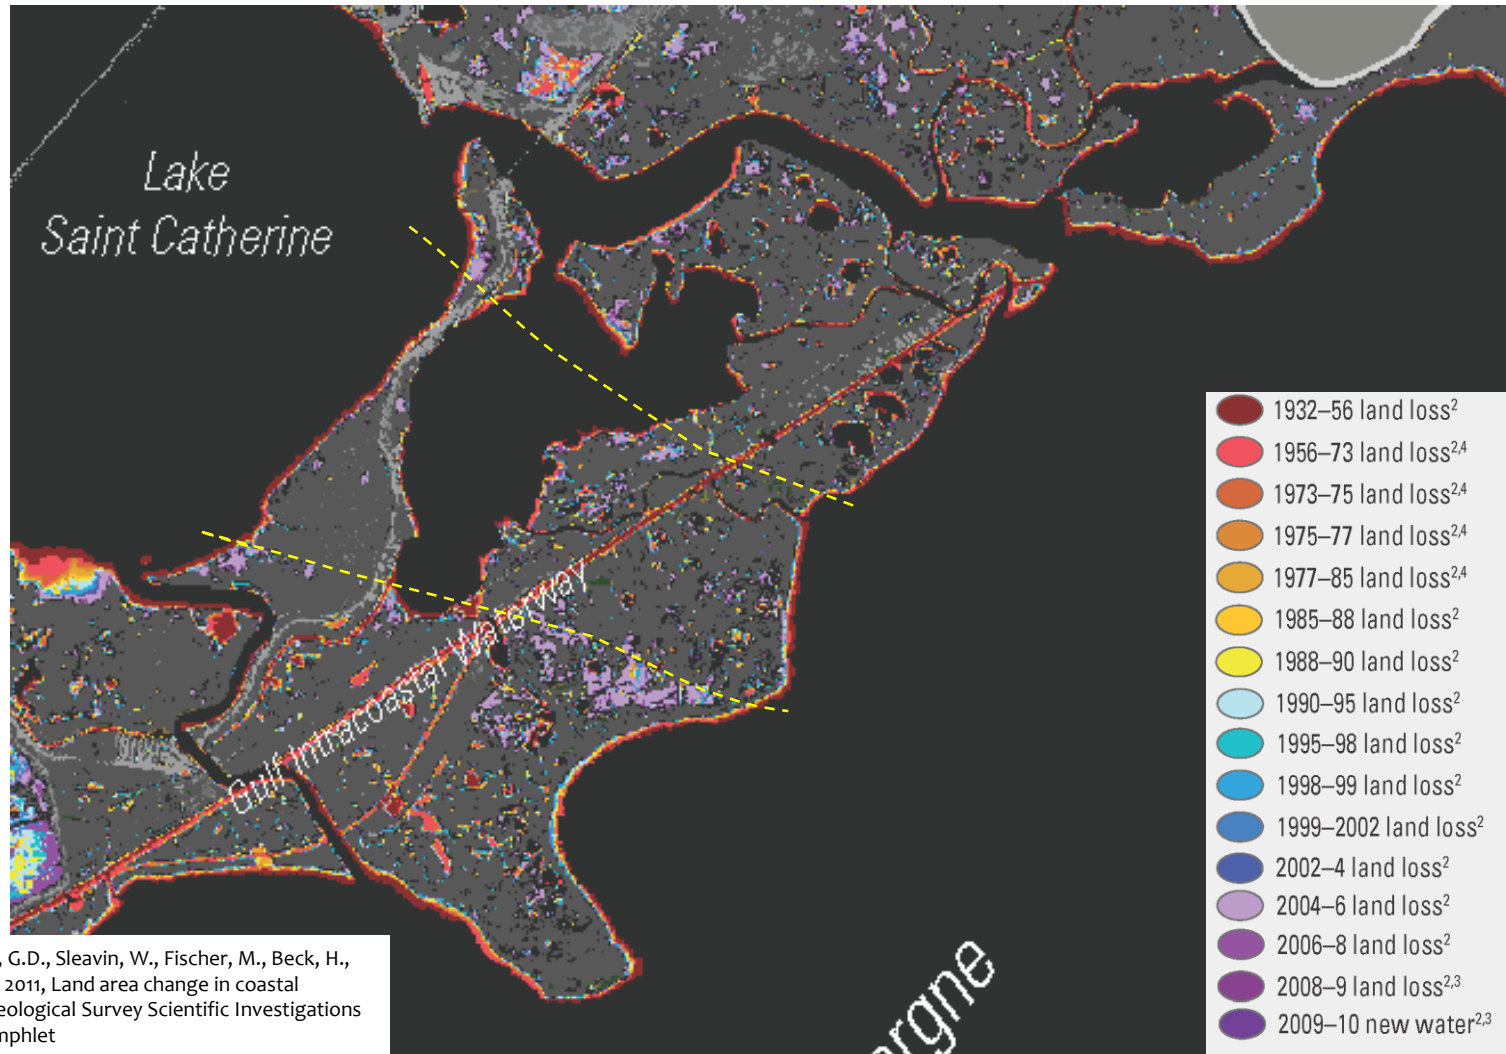 Lake
Saint Catherine
Gulf Intracoastal Waterway
1932–56 land loss²
1956–73 land loss²,⁴
1973–75 land loss²,⁴
1975–77 land loss²,⁴
1977–85 land loss²,⁴
1985–88 land loss²
1988–90 land loss²
1990–95 land loss²
1995–98 land loss²
1998–99 land loss²
1999–2002 land loss²
2002–4 land loss²
2004–6 land loss²
2006–8 land loss²
2008–9 land loss²,³
2009–10 new water²,³
, G.D., Sleavin, W., Fischer, M., Beck, H.,
2011, Land area change in coastal
eological Survey Scientific Investigations
mphlet
orgne